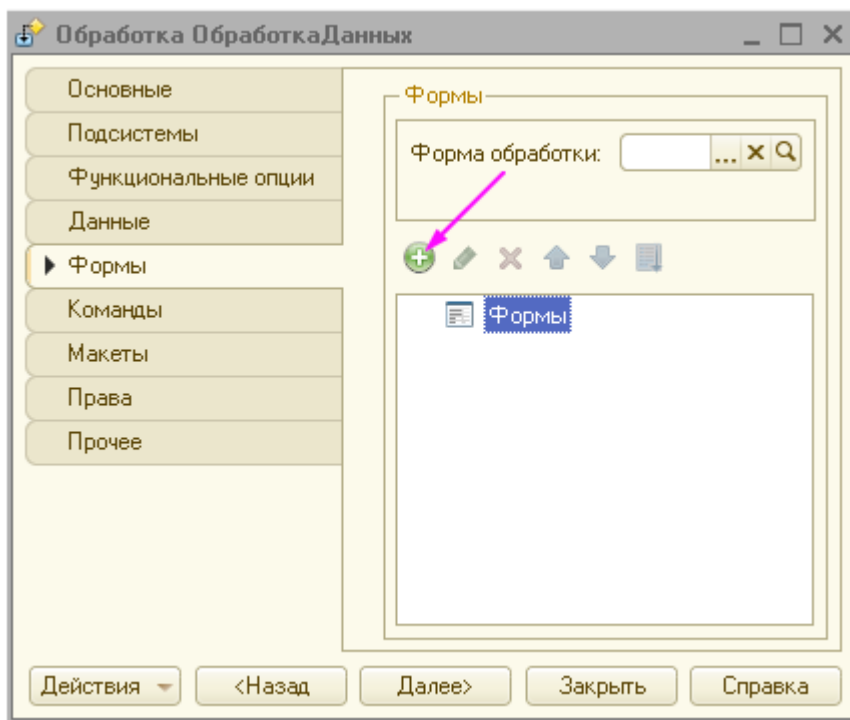 Обработка ОбработкаДанных
Основные
Подсистемы
Функциональные опции
Данные
Формы
Команды
Макеты
Права
Прочее
Формы
Форма обработки:
...
Формы
Действия
<Назад
Далее>
Закрыть
Справка